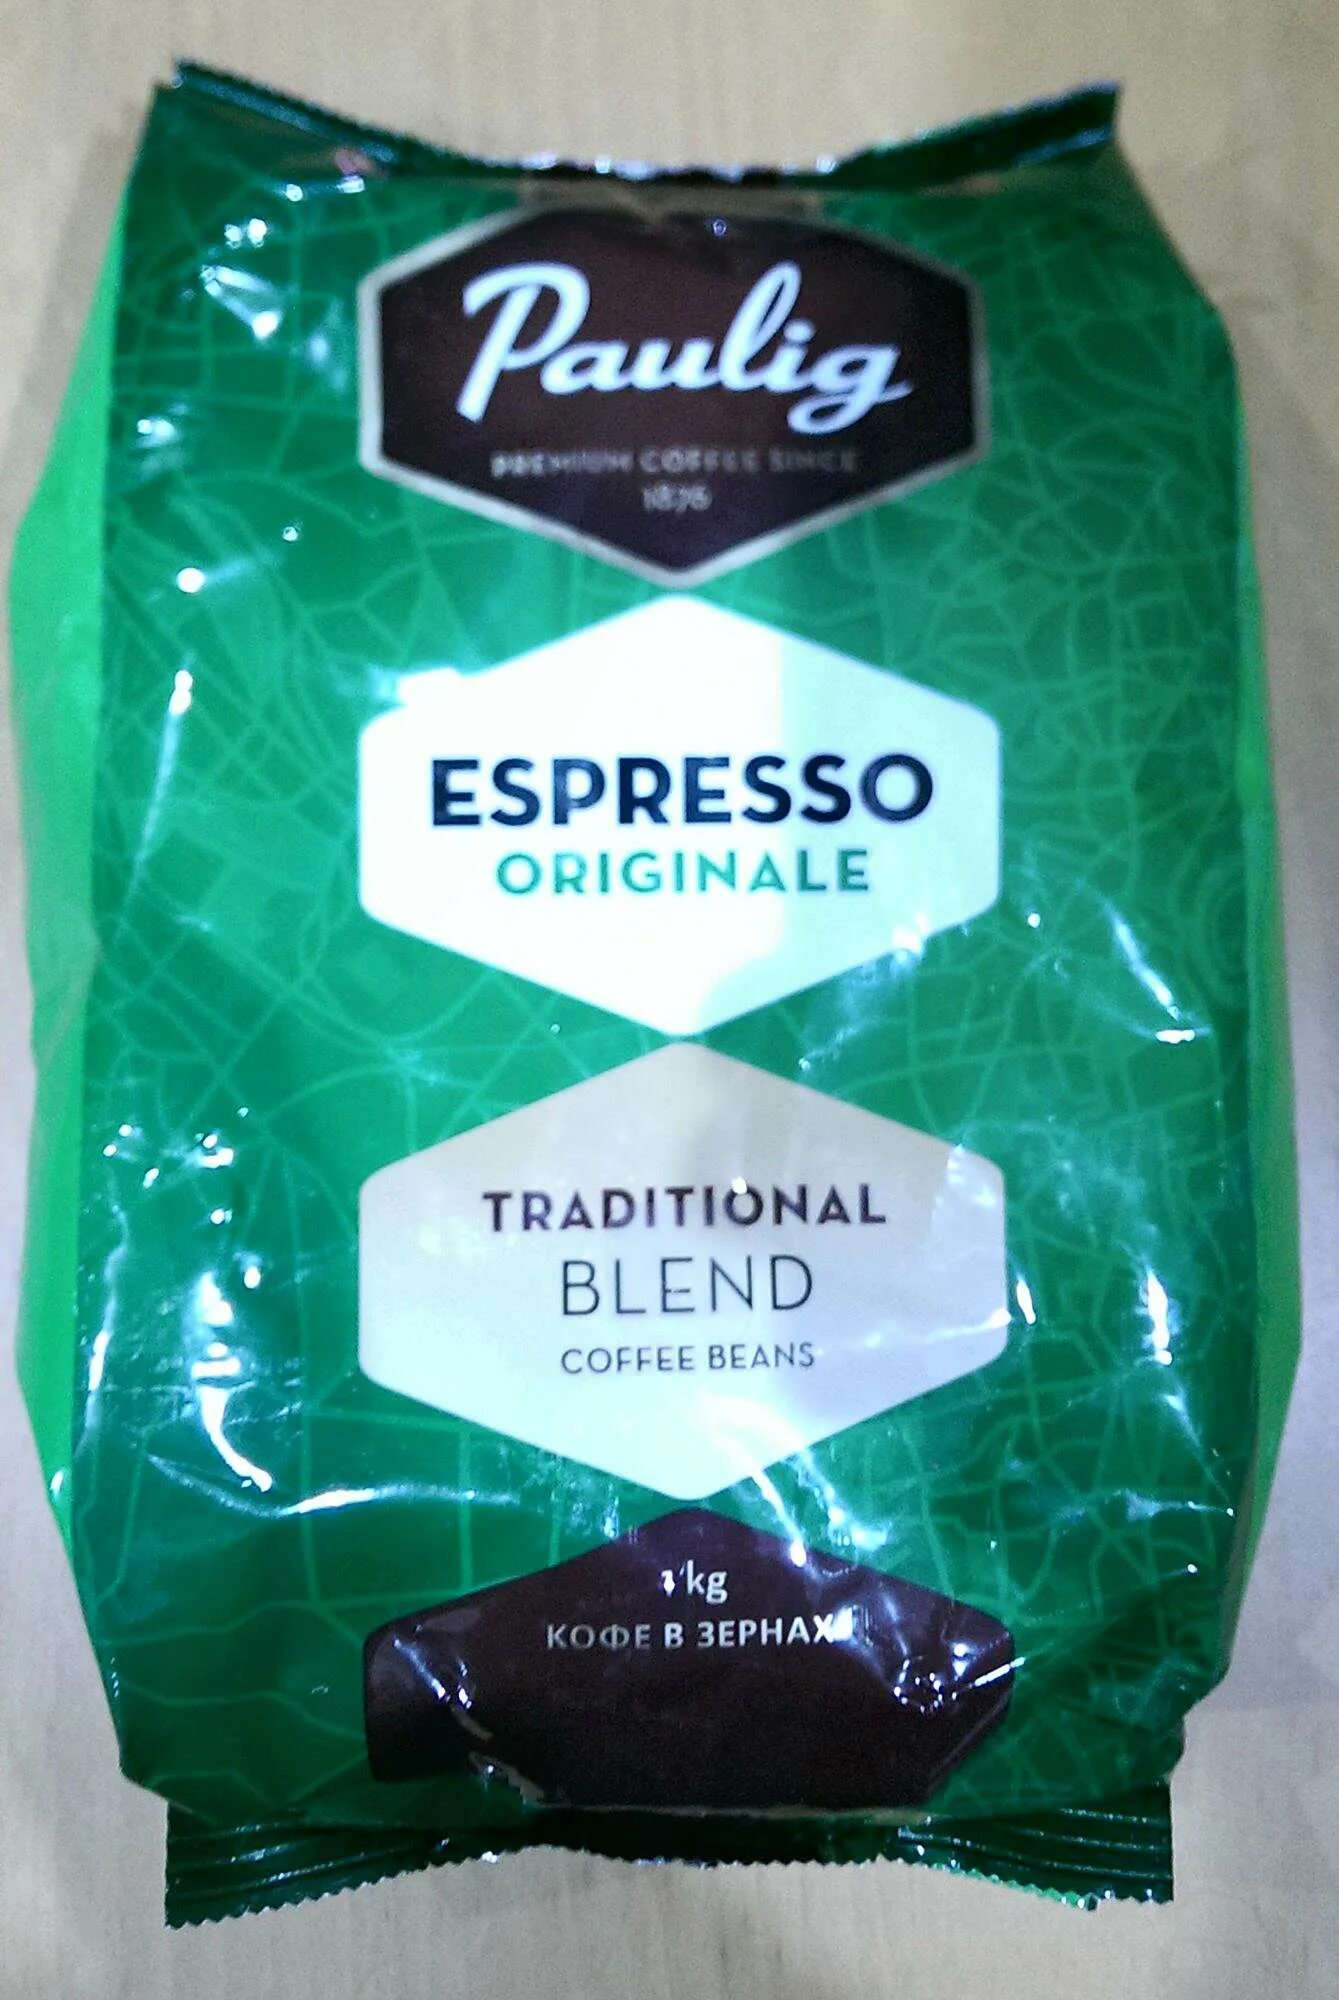 Paulig
PREMIUM COFFEE SINCE
1876
ESPRESSO
ORIGINALE
TRADITIONAL
BLEND
COFFEE BEANS
1 kg
КОФЕ В ЗЕРНАХ